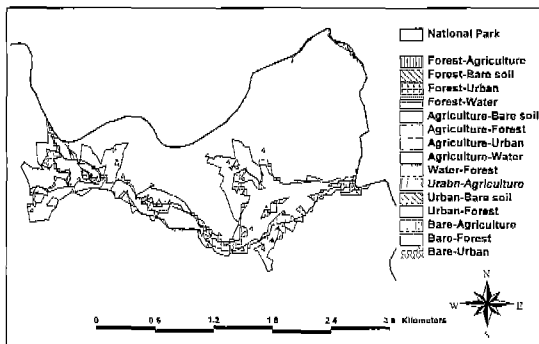 National Park
Forest-Agriculture
Forest-Bare soil
Forest-Urban
Forest-Water
Agriculture-Bare soil
Agriculture-Forest
Agriculture-Urban
Agriculture-Water
Water-Forest
Urabn-Agriculture
Urban-Bare soil
Urban-Forest
Bare-Agriculture
Bare-Forest
Bare-Urban
N
W E
S
0 0.6 1.2 1.8 2.4 Kilometers